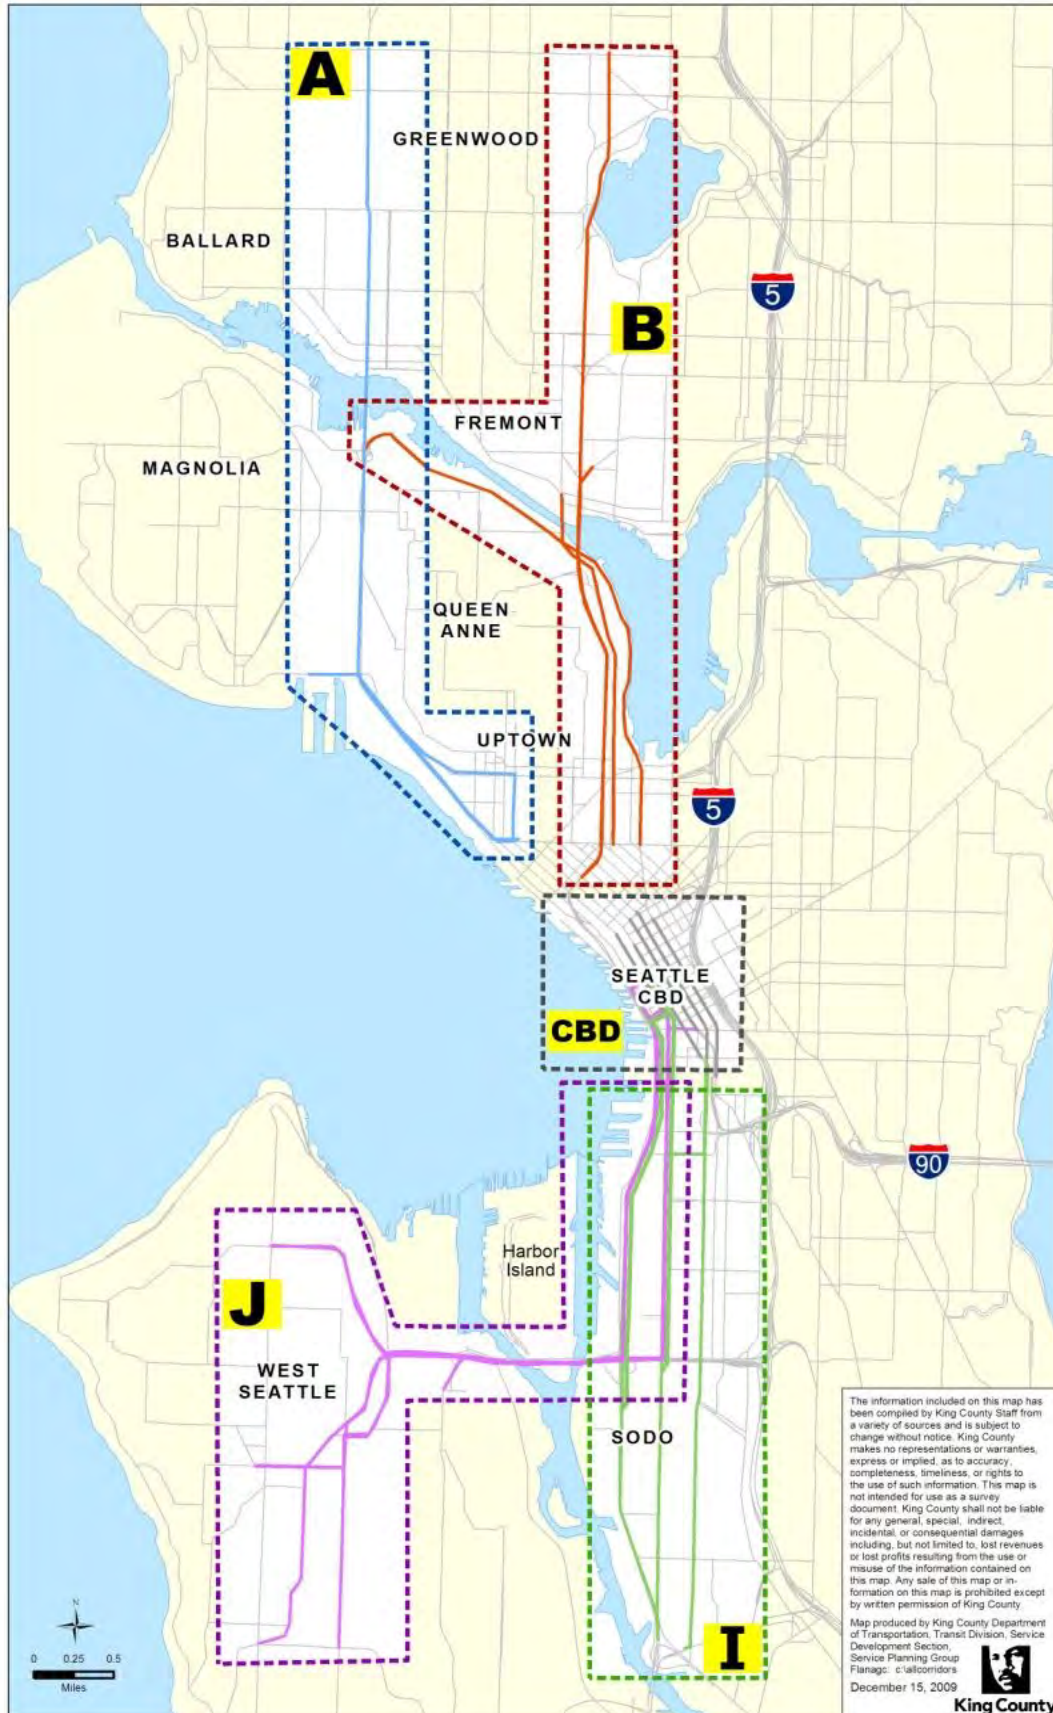 A
GREENWOOD
BALLARD
5
B
FREMONT
MAGNOLIA
QUEEN
ANNE
UPTOWN
5
SEATTLE
CBD
CBD
90
Harbor
Island
J
WEST
SEATTLE
SODO
I
N
0 0.25 0.5
Miles
The information included on this map has
been compiled by King County Staff from
a variety of sources and is subject to
change without notice. King County
makes no representations or warranties,
express or implied, as to accuracy,
completeness, timeliness, or rights to
the use of such information. This map is
not intended for use as a survey
document. King County shall not be liable
for any general, special, indirect,
incidental, or consequential damages
including, but not limited to, lost revenues
or lost profits resulting from the use or
misuse of the information contained on
this map. Any sale of this map or in-
formation on this map is prohibited except
by written permission of King County.
Map produced by King County Department
of Transportation, Transit Division, Service
Development Section,
Service Planning Group
Flanagc: c:\allcorridors
December 15, 2009
King County